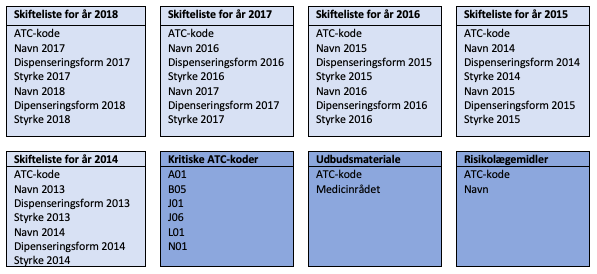 Skifteliste for år 2018
ATC-kode
Navn 2017
Dispenseringsform 2017
Styrke 2017
Navn 2018
Dipenseringsform 2018
Styrke 2018
Skifteliste for år 2017
ATC-kode
Navn 2016
Dispenseringsform 2016
Styrke 2016
Navn 2017
Dipenseringsform 2017
Styrke 2017
Skifteliste for år 2016
ATC-kode
Navn 2015
Dispenseringsform 2015
Styrke 2015
Navn 2016
Dipenseringsform 2016
Styrke 2016
Skifteliste for år 2015
ATC-kode
Navn 2014
Dispenseringsform 2014
Styrke 2014
Navn 2015
Dipenseringsform 2015
Styrke 2015
Skifteliste for år 2014
ATC-kode
Navn 2013
Dispenseringsform 2013
Styrke 2013
Navn 2014
Dipenseringsform 2014
Styrke 2014
Kritiske ATC-koder
A01
B05
J01
J06
L01
N01
Udbudsmateriale
ATC-kode
Medicinrådet
Risikolægemidler
ATC-kode
Navn